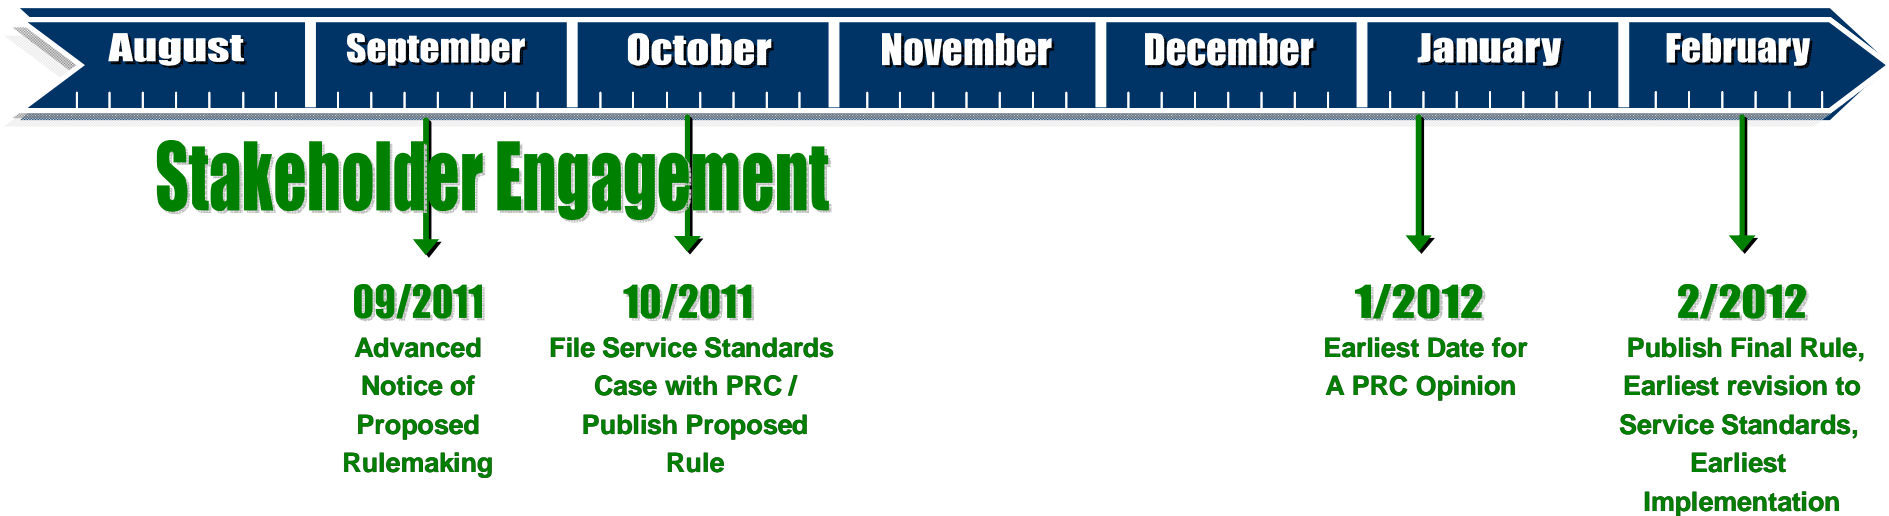 August September October November December January February
Stakeholder Engagement
09/2011
Advanced
Notice of
Proposed
Rulemaking
10/2011
File Service Standards
Case with PRC /
Publish Proposed
Rule
1/2012
Earliest Date for
A PRC Opinion
2/2012
Publish Final Rule,
Earliest revision to
Service Standards,
Earliest
Implementation